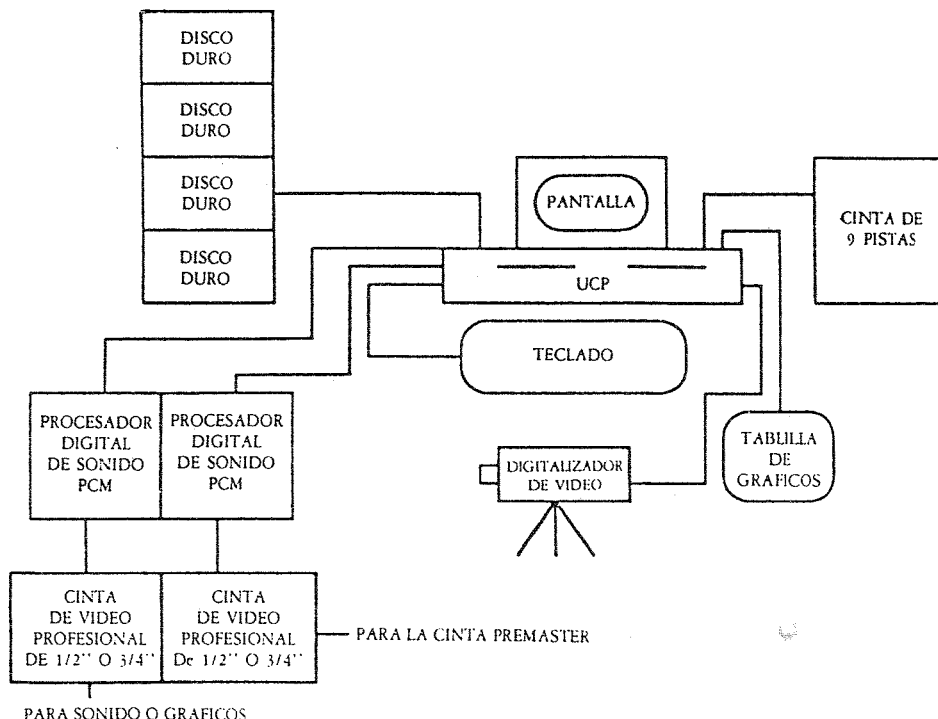 DISCO
DURO
DISCO
DURO
DISCO
DURO
DISCO
DURO
PANTALLA
CINTA DE
9 PISTAS
UCP
TECLADO
PROCESADOR
DIGITAL
DE SONIDO
PCM
PROCESADOR
DIGITAL
DE SONIDO
PCM
DIGITALIZADOR
DE VIDEO
TABLILLA
DE
GRAFICOS
CINTA
DE VIDEO
PROFESIONAL
DE 1/2'' O 3/4''
CINTA
DE VIDEO
PROFESIONAL
De 1/2'' O 3/4''
PARA LA CINTA PREMASTER
PARA SONIDO O GRAFICOS